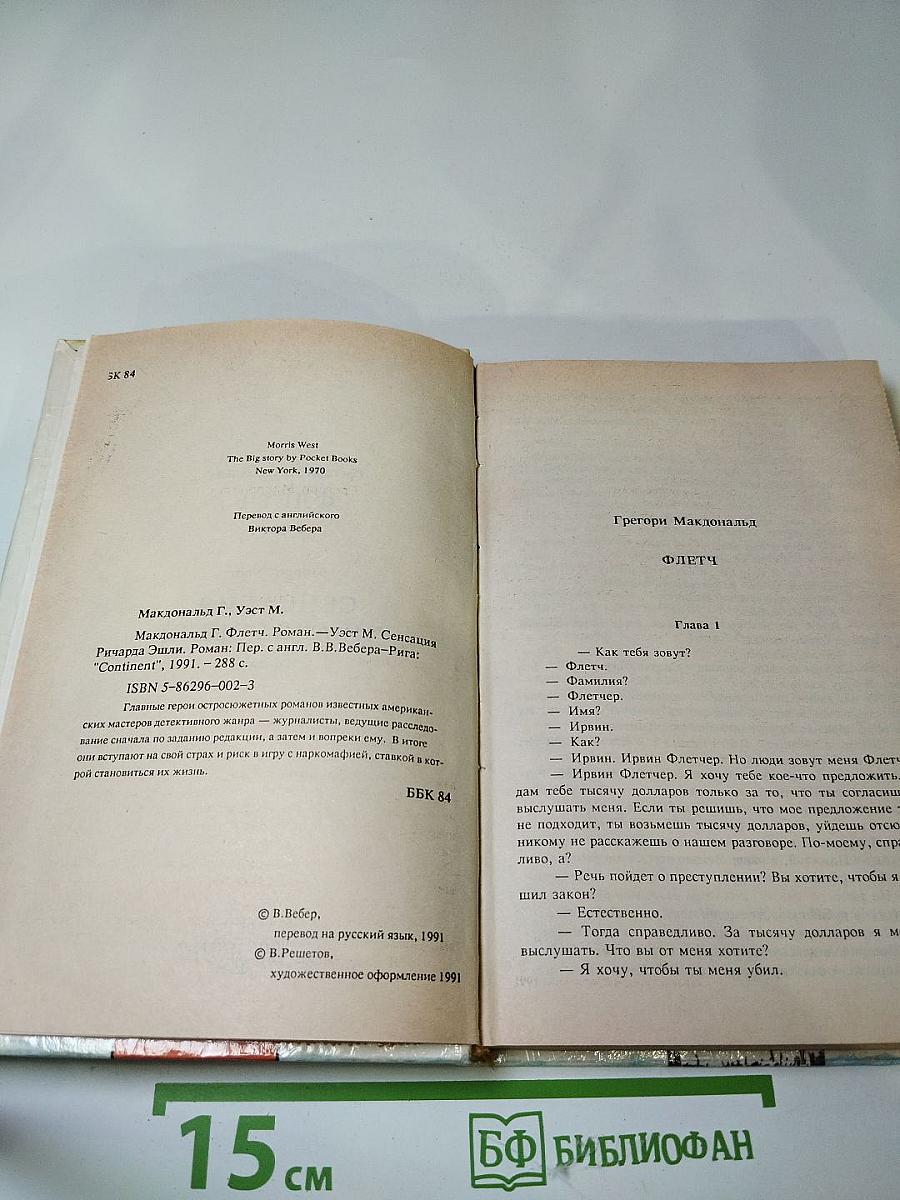 БК 84
Morris West
The Big story by Pocket Books
New York, 1970
Перевод с английского
Виктора Вебера
Макдональд Г., Уэст М.
Макдональд Г. Флетч. Роман.—Уэст М. Сенсация
Ричарда Эшли. Роман: Пер. с англ. В.В.Вебера—Рига:
"Continent", 1991. – 288 с.
ISBN 5–86296–002–3
Главные герои остросюжетных романов известных американ-
ских мастеров детективного жанра — журналисты, ведущие расследо-
вание сначала по заданию редакции, а затем и вопреки ему. В итоге
они вступают на свой страх и риск в игру с наркомафией, ставкой в кот-
рой становиться их жизнь.
ББК 84
© В.Вебер,
перевод на русский язык, 1991
© В.Решетов,
художественное оформление 1991
Грегори Макдональд
ФЛЕТЧ
Глава 1
— Как тебя зовут?
— Флетч.
— Фамилия?
— Флетчер.
— Имя?
— Ирвин.
— Как?
— Ирвин. Ирвин Флетчер. Но люди зовут меня Флетч
— Ирвин Флетчер. Я хочу тебе кое-что предложить.
дам тебе тысячу долларов только за то, что ты согласиш
выслушать меня. Если ты решишь, что мое предложение т
не подходит, ты возьмешь тысячу долларов, уйдешь отсю
никому не расскажешь о нашем разговоре. По-моему, спра
ливо, а?
— Речь пойдет о преступлении? Вы хотите, чтобы я
шил закон?
— Естественно.
— Тогда справедливо. За тысячу долларов я мо
выслушать. Что вы от меня хотите?
— Я хочу, чтобы ты меня убил.
15 см
БФ БИБЛИОФАН